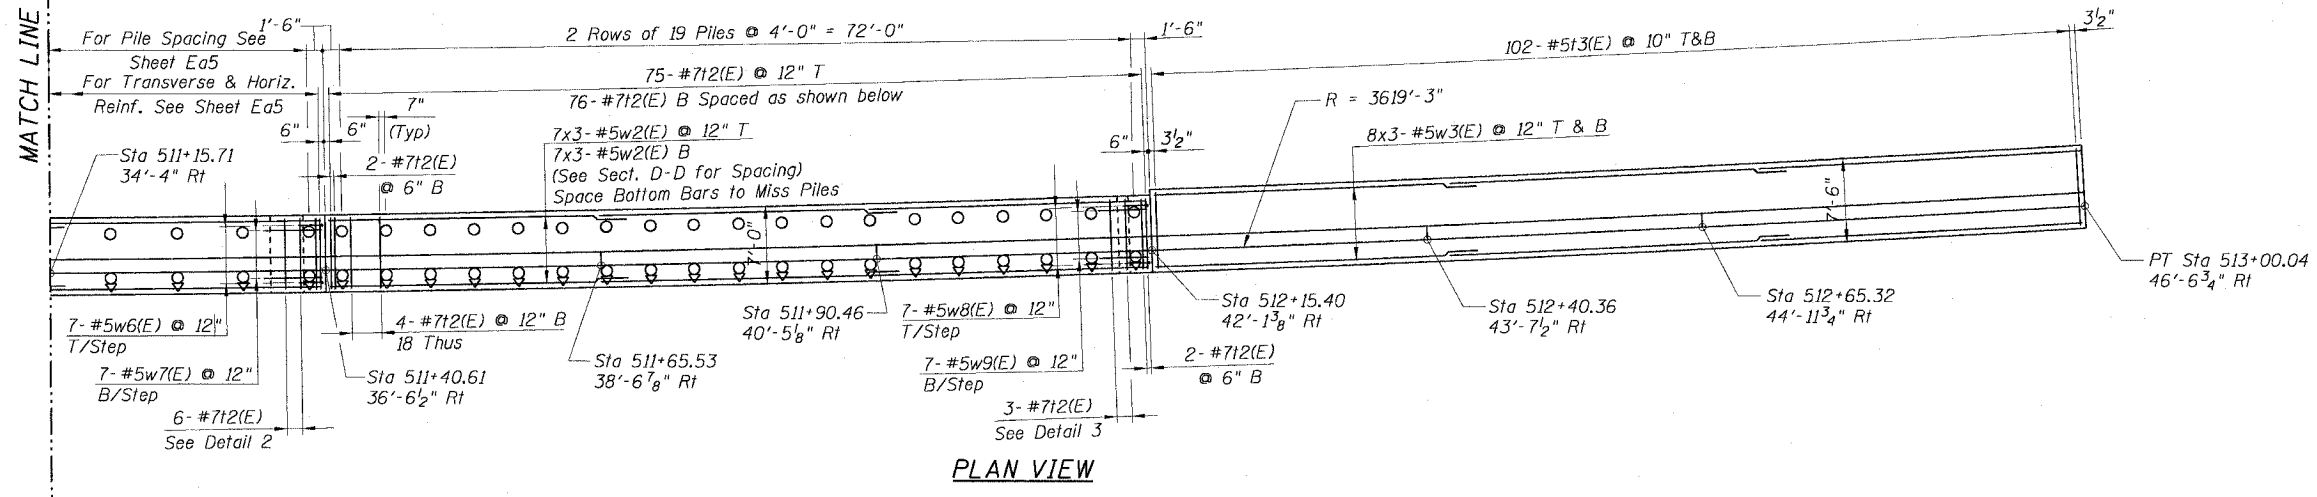 MATCH LINE
For Pile Spacing See
Sheet Ea5
For Transverse & Horiz.
Reinf. See Sheet Ea5
1'-6"
2 Rows of 19 Piles @ 4'-0" = 72'-0"
1'-6"
102-#5t3(E) @ 10" T&B
3½"
75-#7t2(E) @ 12" T
76-#7t2(E) B Spaced as shown below
6"
6"
7"
(Typ)
7x3-#5w2(E) @ 12" T
7x3-#5w2(E) B
(See Sect. D-D for Spacing)
Space Bottom Bars to Miss Piles
6"
3½"
R = 3619'-3"
8x3-#5w3(E) @ 12" T & B
Sta 511+15.71
34'-4" Rt
2-#7t2(E)
@ 6" B
7'-0"
7'-6"
PT Sta 513+00.04
46'-6¾" Rt
7-#5w6(E) @ 12"
T/Step
4-#7t2(E) @ 12" B
18 Thus
Sta 511+90.46
40'-5⅛" Rt
7-#5w8(E) @ 12"
T/Step
Sta 512+15.40
42'-1⅜" Rt
Sta 512+40.36
43'-7½" Rt
Sta 512+65.32
44'-11¾" Rt
7-#5w7(E) @ 12"
B/Step
Sta 511+40.61
36'-6½" Rt
Sta 511+65.53
38'-6⅞" Rt
7-#5w9(E) @ 12"
B/Step
2-#7t2(E)
@ 6" B
6-#7t2(E)
See Detail 2
3-#7t2(E)
See Detail 3
PLAN VIEW